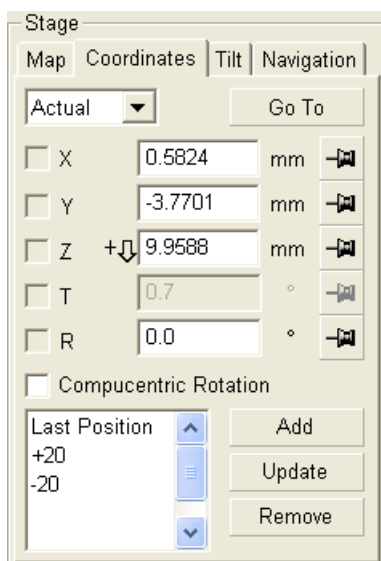 Stage
Map Coordinates Tilt Navigation
Actual Go To
X 0.5824 mm
Y -3.7701 mm
Z + 9.9588 mm
T 0.7 °
R 0.0 °
Compucentric Rotation
Last Position Add
+20
-20 Update
Remove